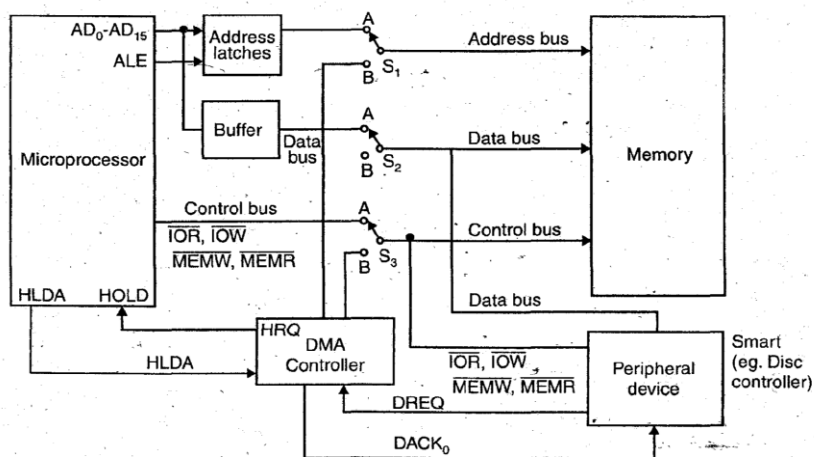 AD₀-AD₁₅
ALE
Address
latches
A
B
S₁
Address bus
Buffer
Data
bus
A
B
S₂
Data bus
Microprocessor
Memory
Control bus
IOR, IOW
MEMW, MEMR
A
B
S₃
Control bus
HLDA
HOLD
HRQ
DMA
Controller
HLDA
Data bus
IOR, IOW
MEMW, MEMR
Peripheral
device
Smart
(eg. Disc
controller)
DREQ
DACK₀